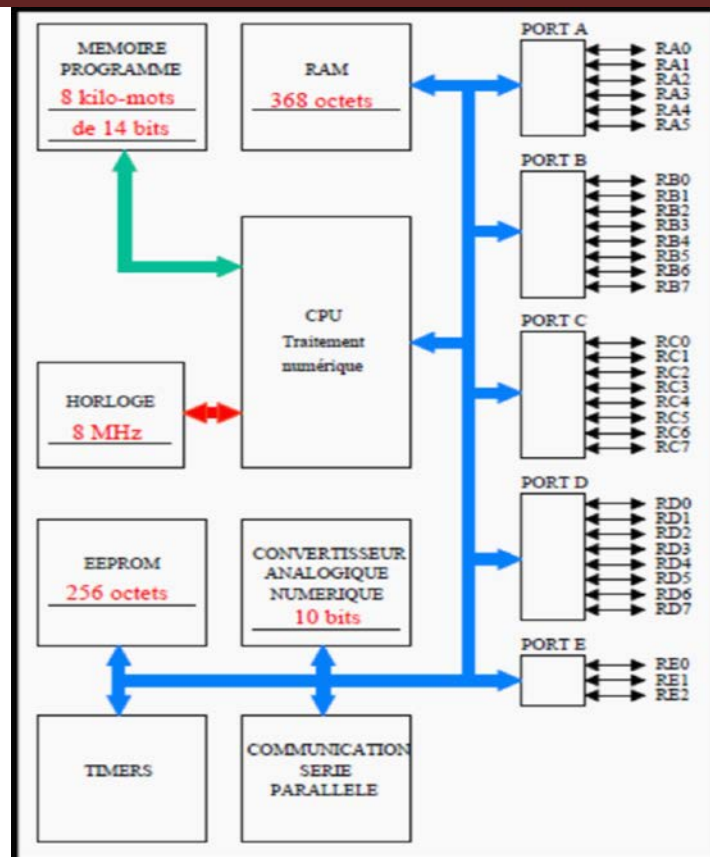 MEMOIRE
PROGRAMME
8 kilo-mots
de 14 bits
RAM
368 octets
CPU
Traitement
numérique
HORLOGE
8 MHz
EEPROM
256 octets
CONVERTISSEUR
ANALOGIQUE
NUMERIQUE
10 bits
TIMERS
COMMUNICATION
SERIE
PARALLELE
PORT A
RA0
RA1
RA2
RA3
RA4
RA5
PORT B
RB0
RB1
RB2
RB3
RB4
RB5
RB6
RB7
PORT C
RC0
RC1
RC2
RC3
RC4
RC5
RC6
RC7
PORT D
RD0
RD1
RD2
RD3
RD4
RD5
RD6
RD7
PORT E
RE0
RE1
RE2